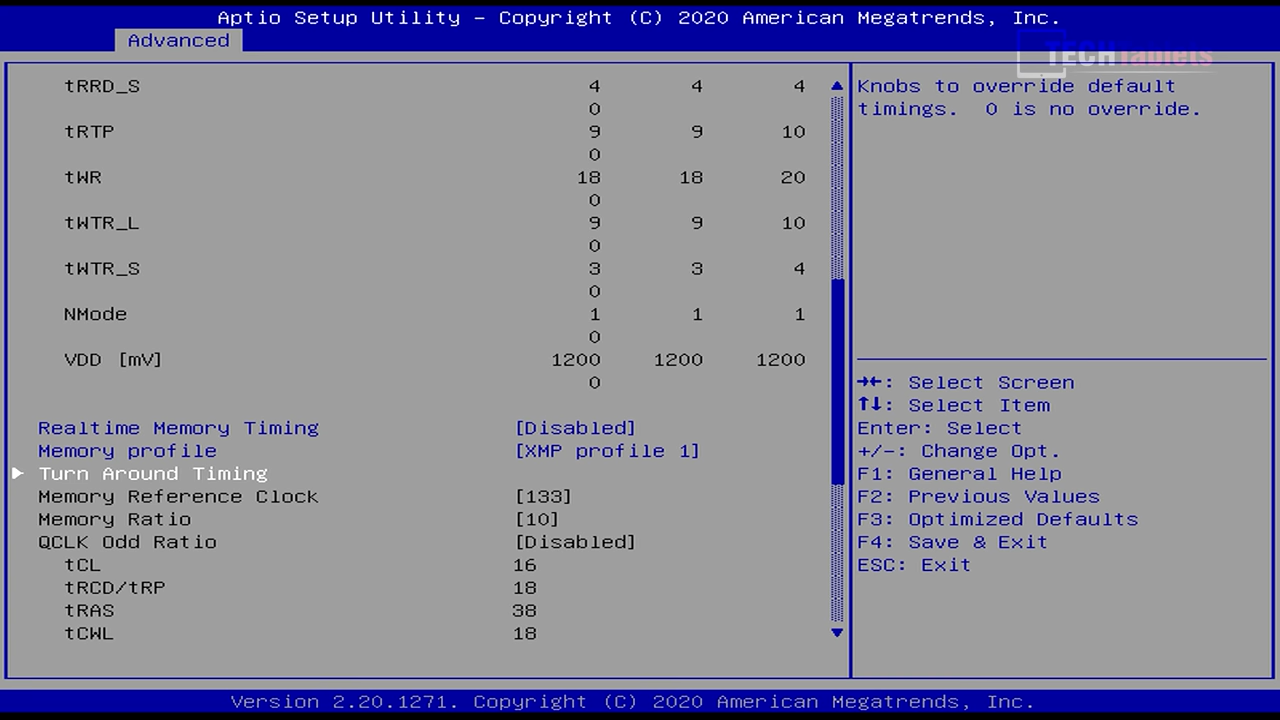 Aptio Setup Utility – Copyright (C) 2020 American Megatrends, Inc.
Advanced
TECHTablets
tRRD_S 4 4 4
0
tRTP 9 9 10
0
tWR 18 18 20
0
tWTR_L 9 9 10
0
tWTR_S 3 3 4
0
NMode 1 1 1
0
VDD [mV] 1200 1200 1200
0
Realtime Memory Timing [Disabled]
Memory profile [XMP profile 1]
Turn Around Timing
Memory Reference Clock [133]
Memory Ratio [10]
QCLK Odd Ratio [Disabled]
tCL 16
tRCD/tRP 18
tRAS 38
tCWL 18
Knobs to override default
timings. 0 is no override.
→←: Select Screen
↑↓: Select Item
Enter: Select
+/-: Change Opt.
F1: General Help
F2: Previous Values
F3: Optimized Defaults
F4: Save & Exit
ESC: Exit
Version 2.20.1271. Copyright (C) 2020 American Megatrends, Inc.